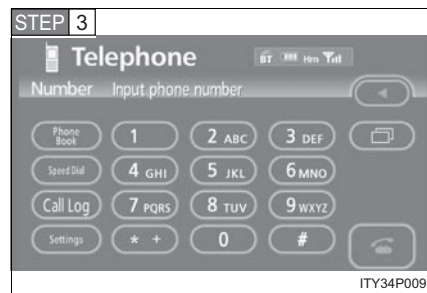 STEP 3
Telephone BT Hm Tıll
Number Input phone number
Phone Book 1 2 ABC 3 DEF
Speed Dial 4 GHI 5 JKL 6 MNO
Call Log 7 PQRS 8 TUV 9 WXYZ
Settings * + 0 #
ITY34P009